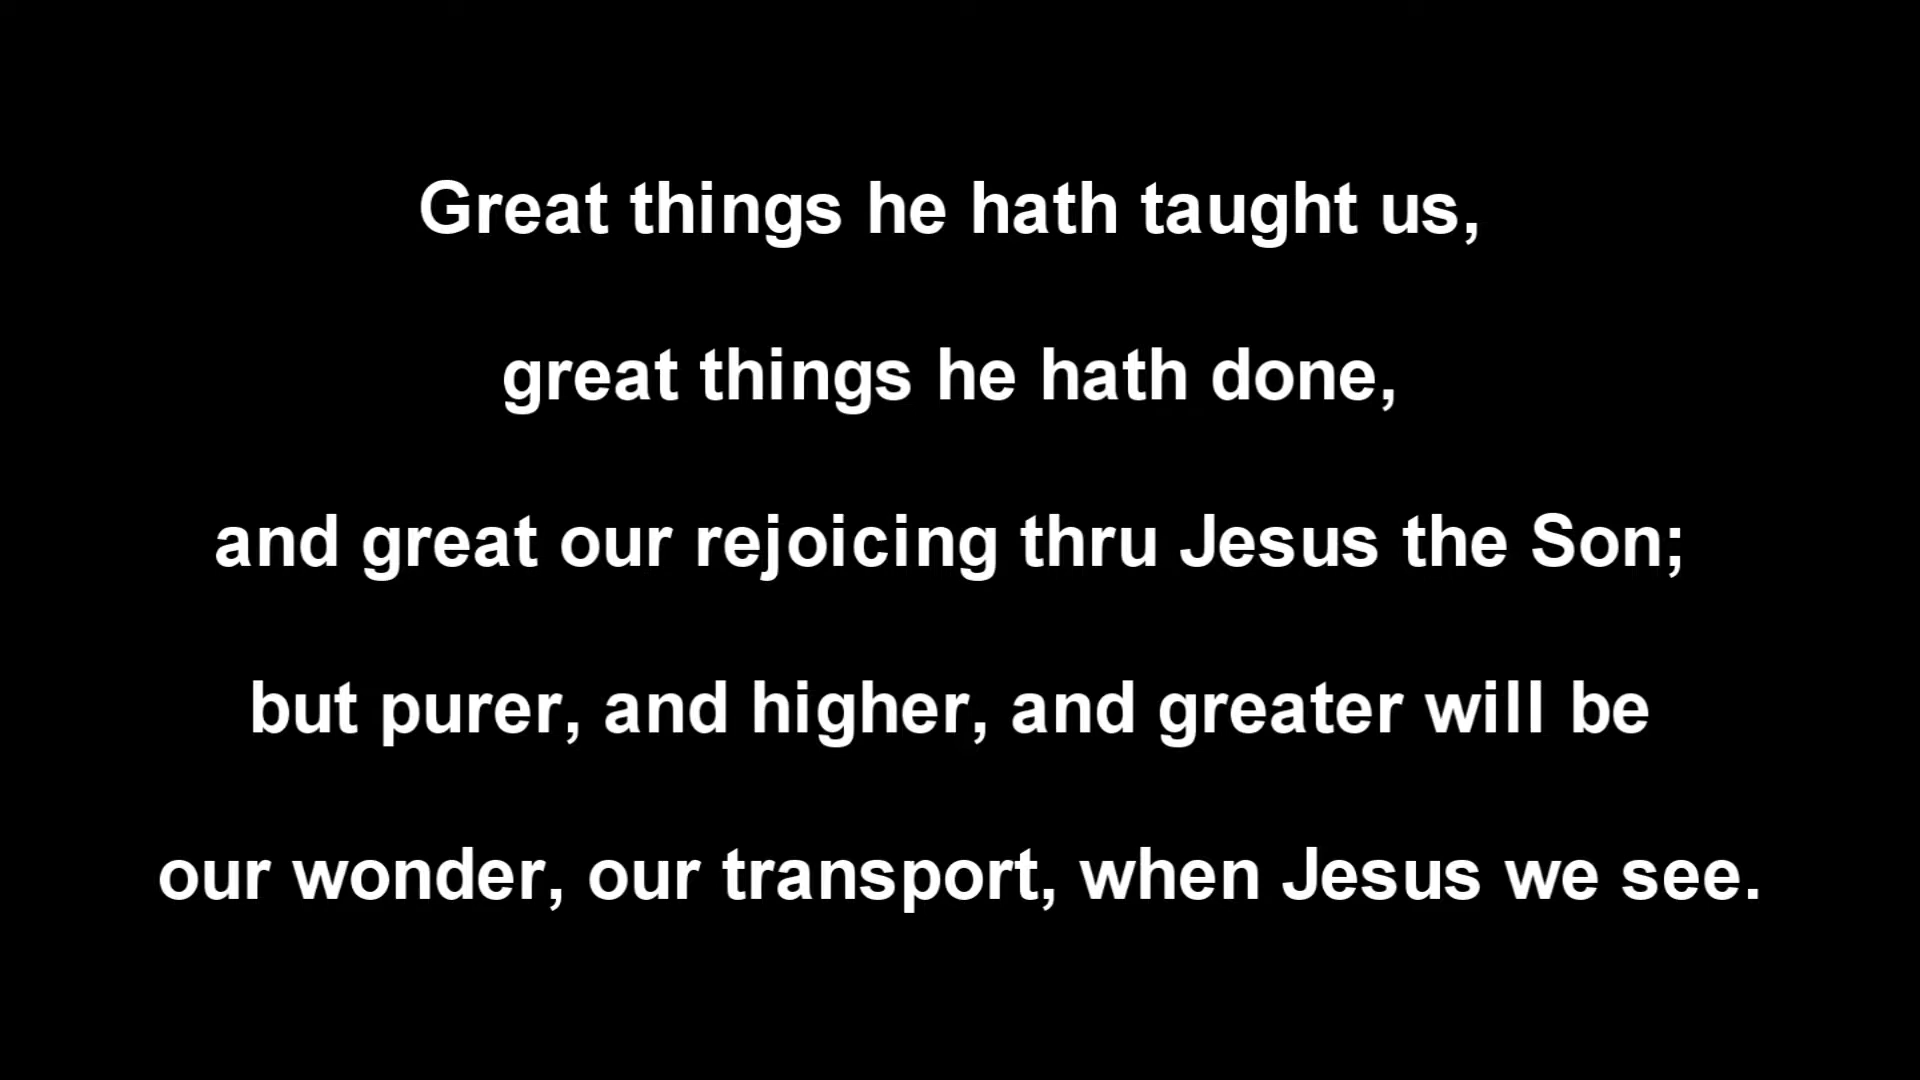 Great things he hath taught us,
great things he hath done,
and great our rejoicing thru Jesus the Son;
but purer, and higher, and greater will be
our wonder, our transport, when Jesus we see.